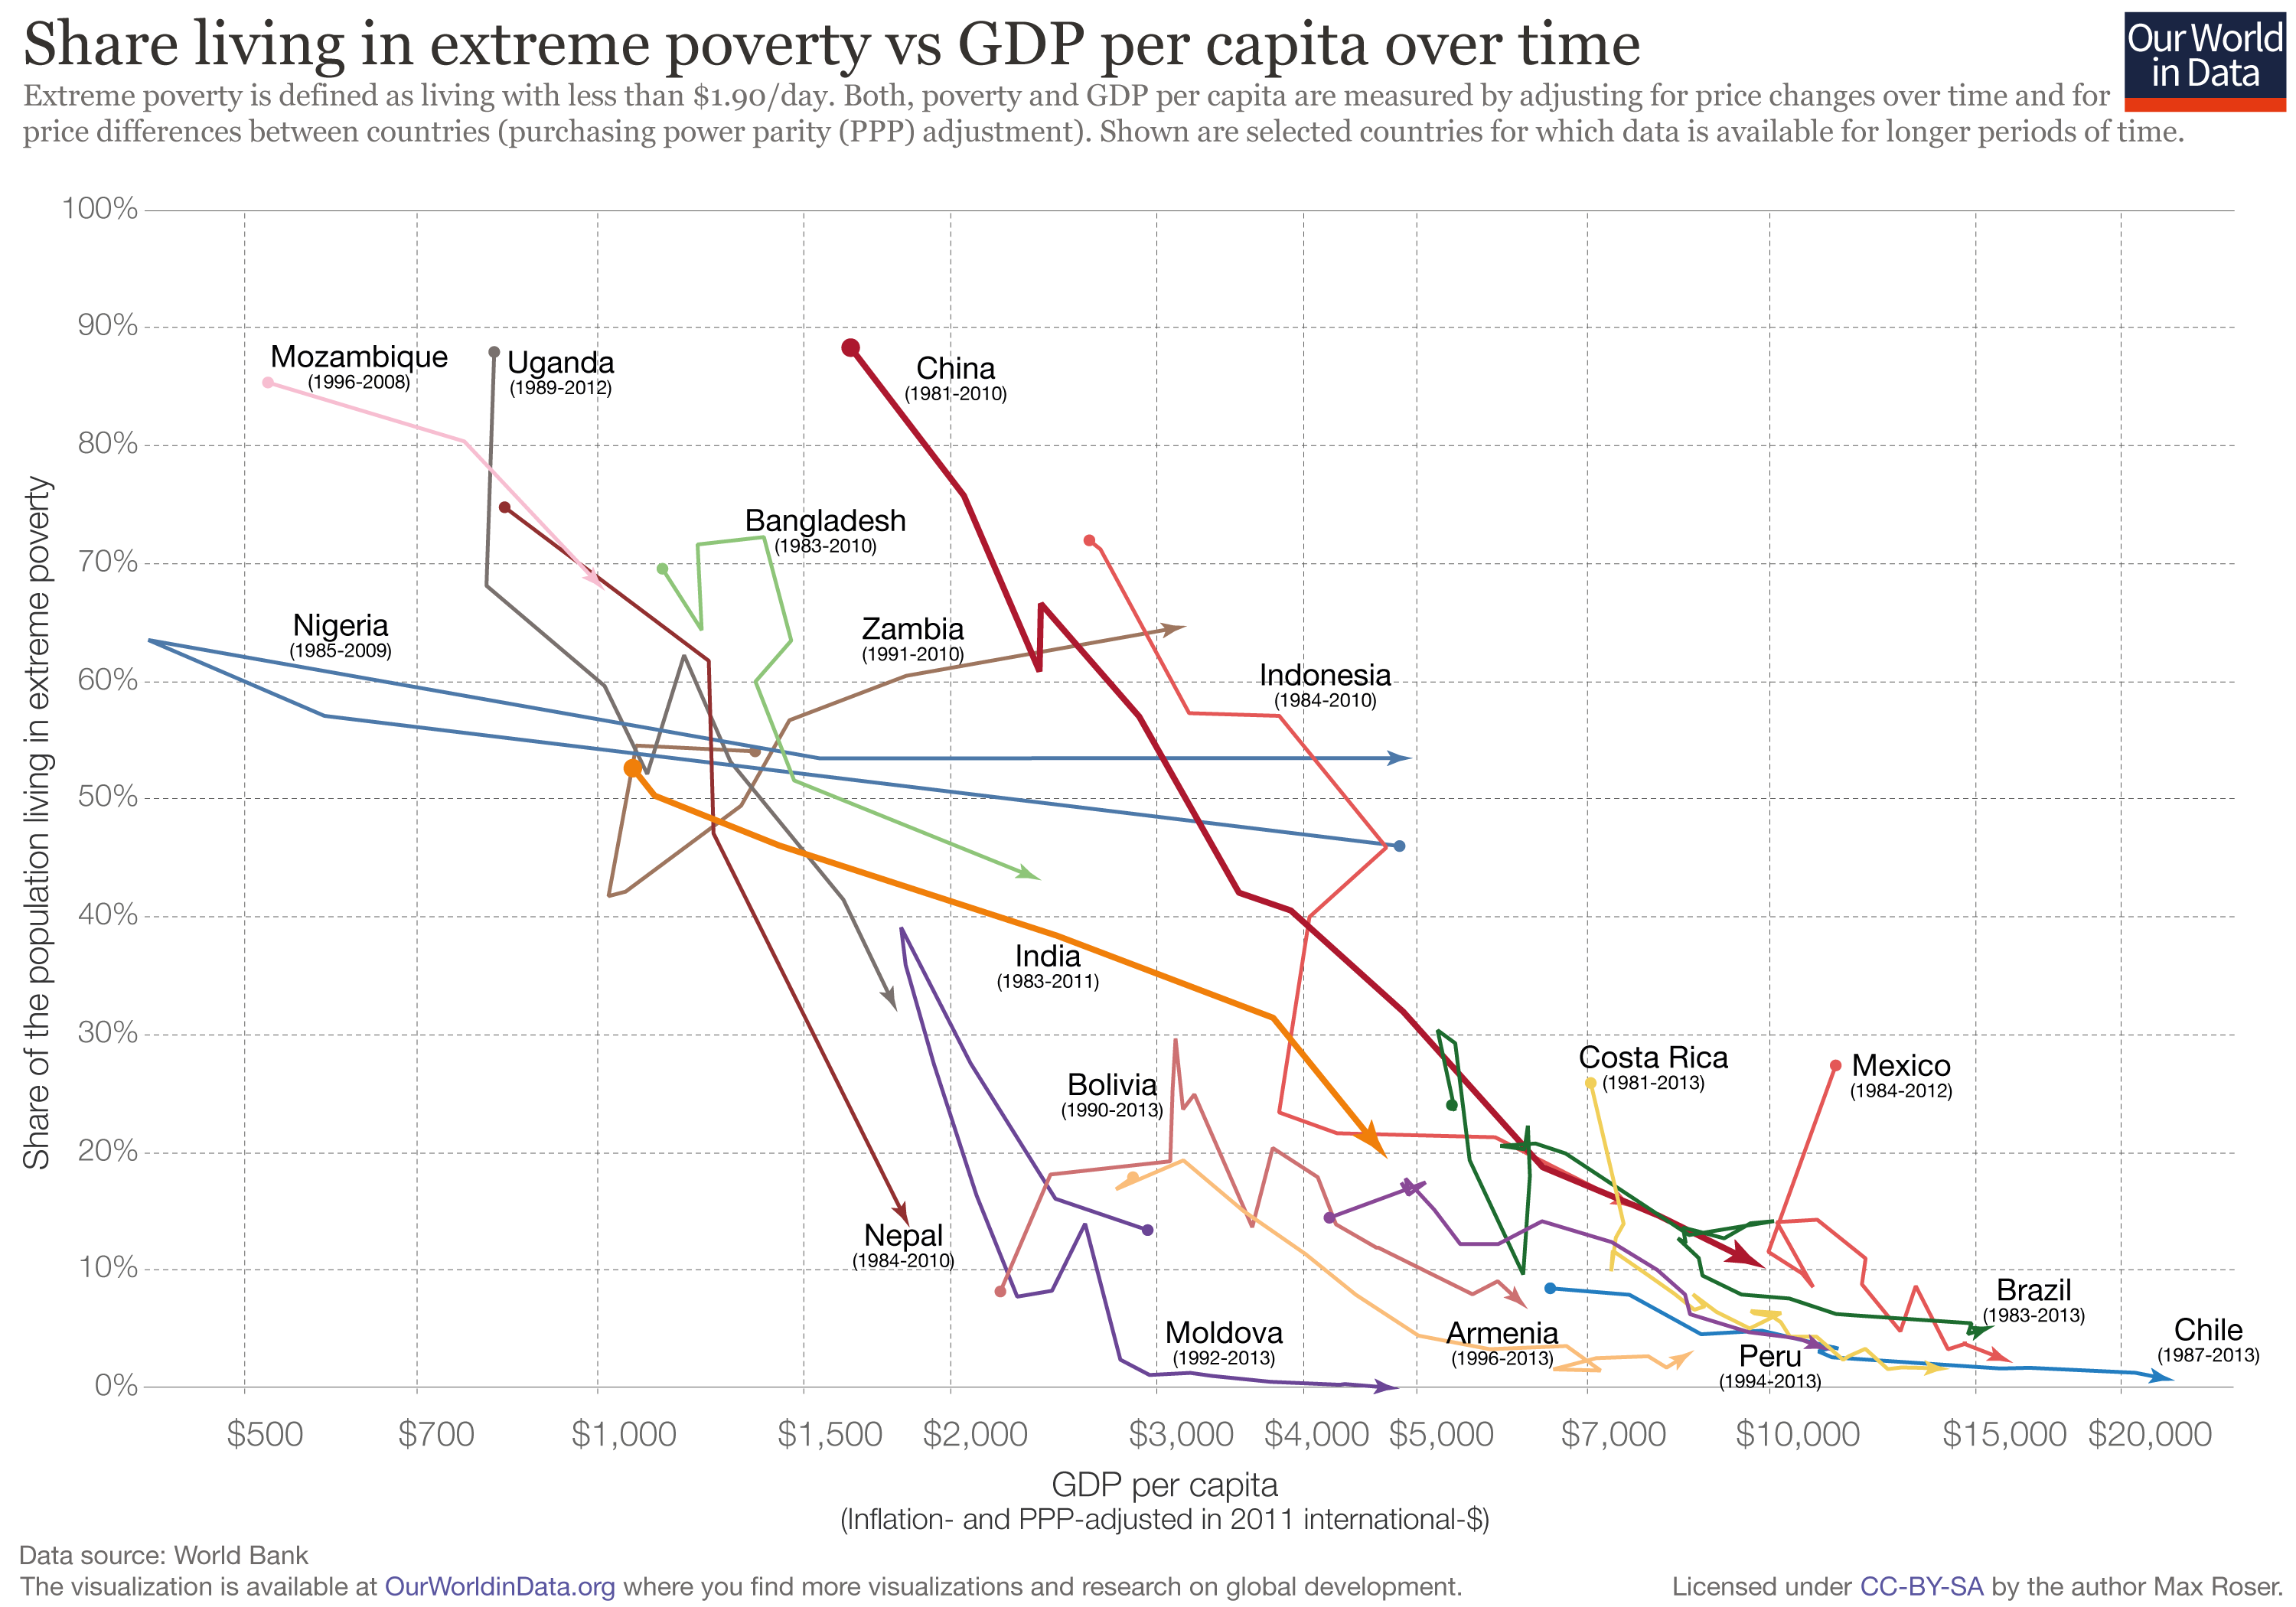 Share living in extreme poverty vs GDP per capita over time
Our World
in Data
Extreme poverty is defined as living with less than $1.90/day. Both, poverty and GDP per capita are measured by adjusting for price changes over time and for
price differences between countries (purchasing power parity (PPP) adjustment). Shown are selected countries for which data is available for longer periods of time.
Share of the population living in extreme poverty
100%
90%
80%
70%
60%
50%
40%
30%
20%
10%
0%
Mozambique
(1996-2008)
Uganda
(1989-2012)
China
(1981-2010)
Bangladesh
(1983-2010)
Nigeria
(1985-2009)
Zambia
(1991-2010)
Indonesia
(1984-2010)
India
(1983-2011)
Bolivia
(1990-2013)
Costa Rica
(1981-2013)
Mexico
(1984-2012)
Nepal
(1984-2010)
Moldova
(1992-2013)
Armenia
(1996-2013)
Peru
(1994-2013)
Brazil
(1983-2013)
Chile
(1987-2013)
$500
$700
$1,000
$1,500
$2,000
$3,000
$4,000
$5,000
$7,000
$10,000
$15,000
$20,000
GDP per capita
(Inflation- and PPP-adjusted in 2011 international-$)
Data source: World Bank
The visualization is available at OurWorldinData.org where you find more visualizations and research on global development.
Licensed under CC-BY-SA by the author Max Roser.